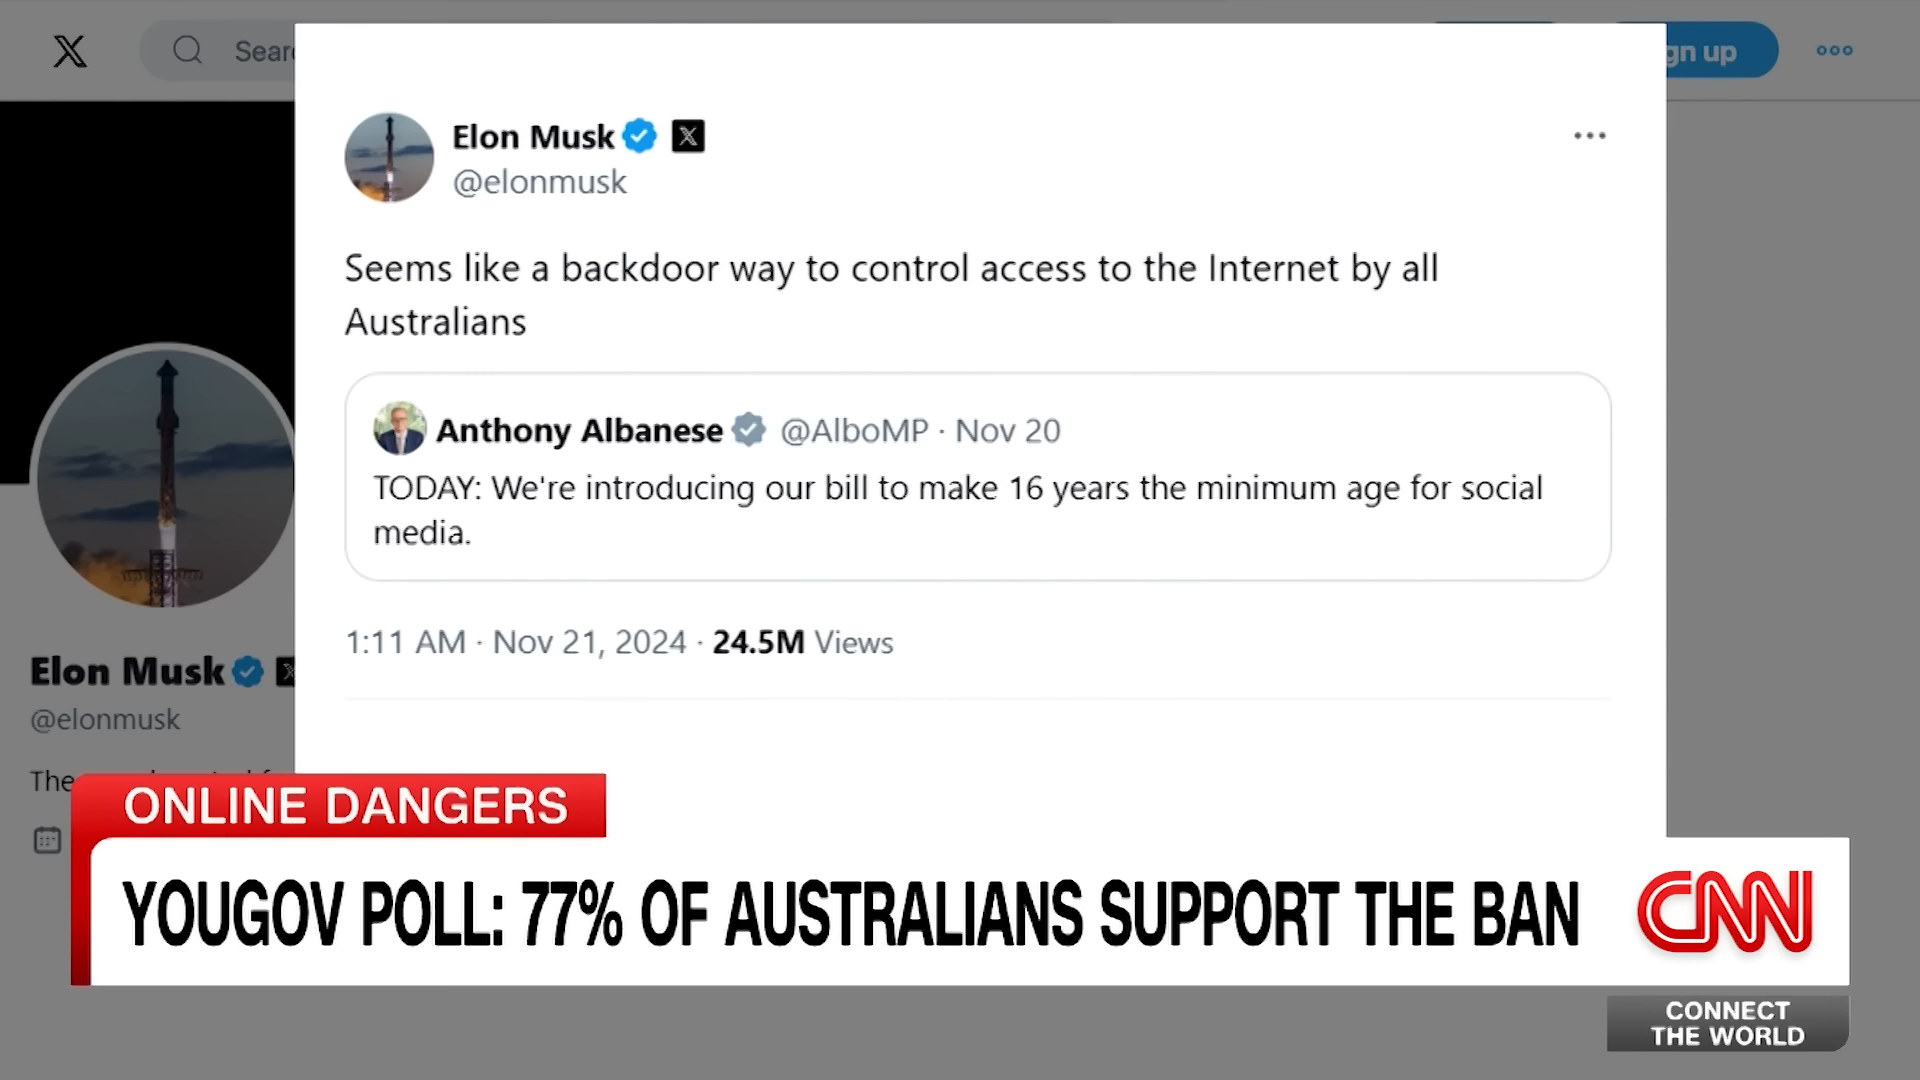 Sear
gn up
Elon Musk
@elonmusk
Seems like a backdoor way to control access to the Internet by all
Australians
Anthony Albanese @AlboMP · Nov 20
TODAY: We're introducing our bill to make 16 years the minimum age for social
media.
1:11 AM · Nov 21, 2024 · 24.5M Views
Elon Musk
@elonmusk
The
ONLINE DANGERS
YOUGOV POLL: 77% OF AUSTRALIANS SUPPORT THE BAN
CNN
CONNECT
THE WORLD